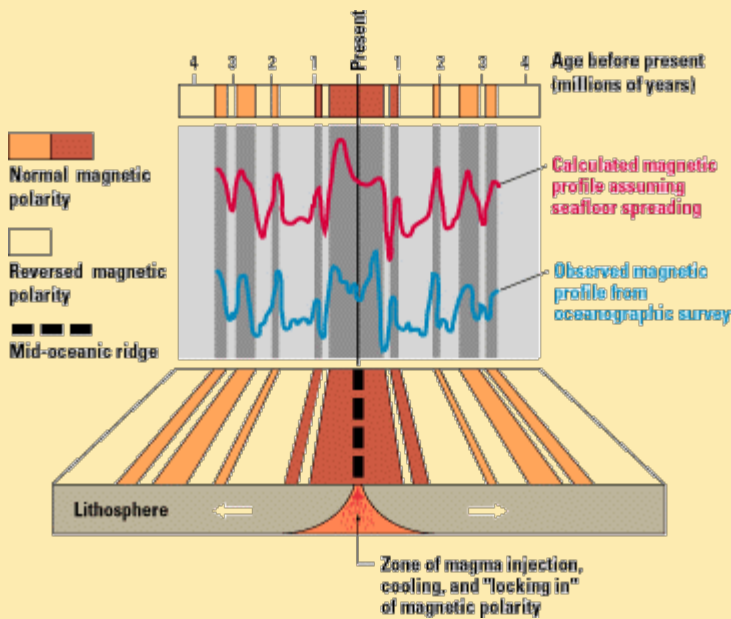 Present
4 3 2 1 1 2 3 4
Age before present
(millions of years)
Normal magnetic
polarity
Reversed magnetic
polarity
Mid-oceanic ridge
Calculated magnetic
profile assuming
seafloor spreading
Observed magnetic
profile from
oceanographic survey
Lithosphere
Zone of magma injection,
cooling, and "locking in"
of magnetic polarity